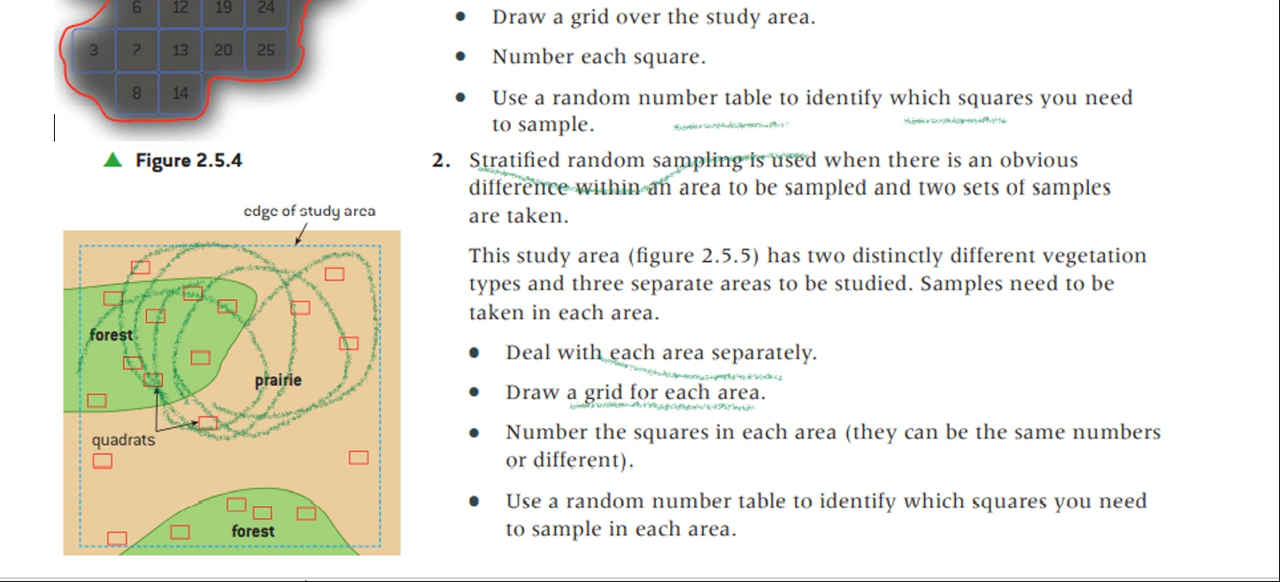 6 12 19 24
3 7 13 20 25
8 14
▲ Figure 2.5.4
edge of study area
forest
prairie
quadrats
forest
• Draw a grid over the study area.
• Number each square.
• Use a random number table to identify which squares you need
to sample.
2. Stratified random sampling is used when there is an obvious
difference within an area to be sampled and two sets of samples
are taken.
This study area (figure 2.5.5) has two distinctly different vegetation
types and three separate areas to be studied. Samples need to be
taken in each area.
• Deal with each area separately.
• Draw a grid for each area.
• Number the squares in each area (they can be the same numbers
or different).
• Use a random number table to identify which squares you need
to sample in each area.